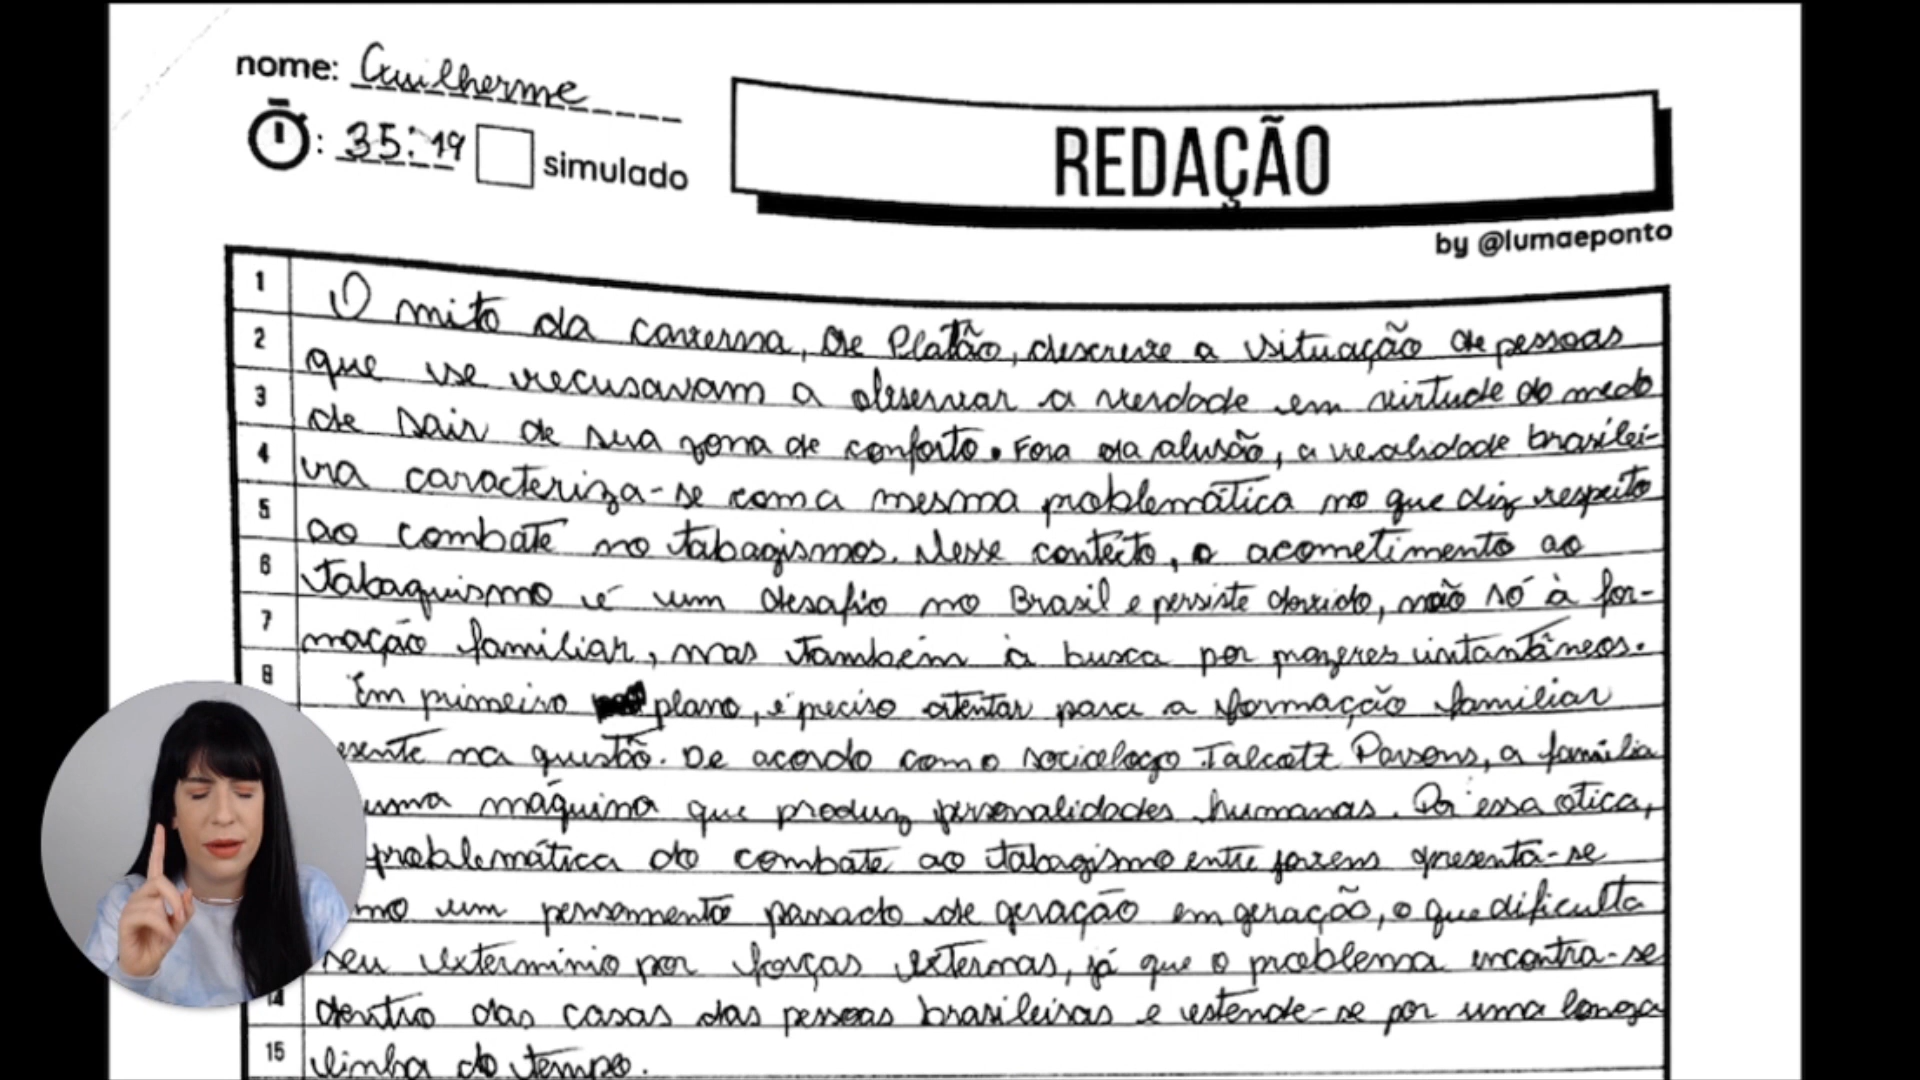 nome: Guilherme
: 35:19 simulado
REDAÇÃO
by @lumaeponto
1 O mito da caverna, de Platão, descreve a situação de pessoas
2 que se recusavam a observar a verdade em virtude do medo
3 de sair de sua zona de conforto. Fora da alusão, a realidade brasilei-
4 ra caracteriza-se com a mesma problemática no que diz respeito
5 ao combate no tabagismos. Nesse contexto, o acometimento ao
6 tabaquismo é um desafio no Brasil e persiste devido, não só à for-
7 mação familiar, mas também à busca por prazeres instantâneos.
8 Em primeiro plano, é preciso atentar para a formação familiar
esente na questão. De acordo com o sociólogo Talcott Parsons, a família
uma máquina que produz personalidades humanas. Por essa ótica,
problemática do combate ao tabagismo entre jovens apresenta-se
mo um pensamento passado de geração em geração, o que dificulta
seu extermínio por forças externas, já que o problema encontra-se
14 dentro das casas das pessoas brasileiras e estende-se por uma longa
15 linha do tempo.